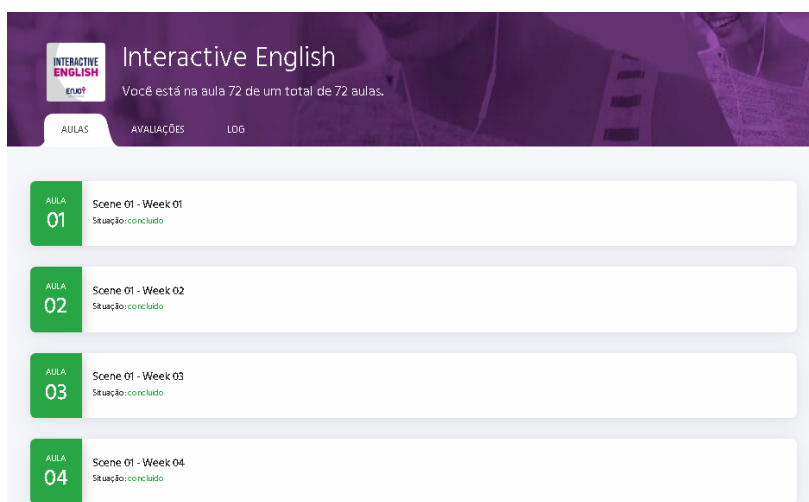 INTERACTIVE
ENGLISH
ENJOY
Interactive English
Você está na aula 72 de um total de 72 aulas.
AULAS
AVALIAÇÕES
LOG
AULA
01
Scene 01 - Week 01
Situação: concluído
AULA
02
Scene 01 - Week 02
Situação: concluído
AULA
03
Scene 01 - Week 03
Situação: concluído
AULA
04
Scene 01 - Week 04
Situação: concluído